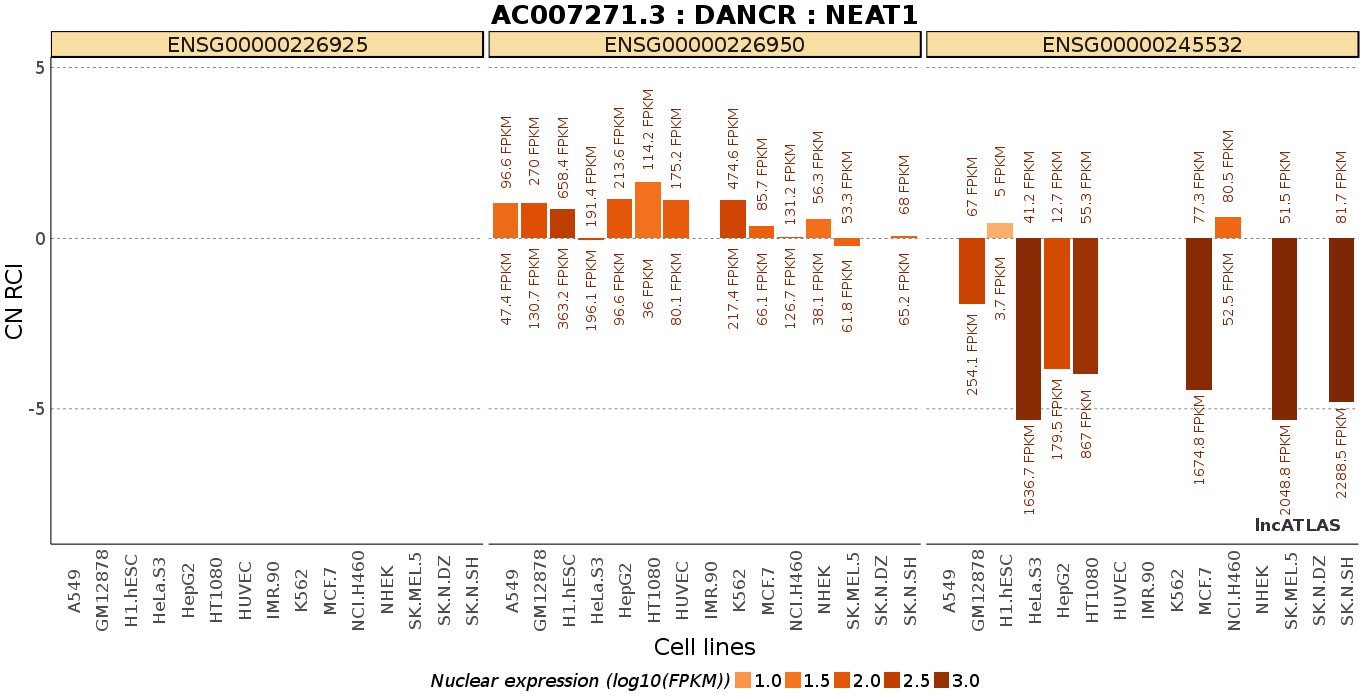 AC007271.3 : DANCR : NEAT1
ENSG00000226925
ENSG00000226950
ENSG00000245532
CN RCI
5
0
-5
96.6 FPKM
270 FPKM
658.4 FPKM
191.4 FPKM
213.6 FPKM
114.2 FPKM
175.2 FPKM
474.6 FPKM
85.7 FPKM
131.2 FPKM
56.3 FPKM
53.3 FPKM
68 FPKM
47.4 FPKM
130.7 FPKM
363.2 FPKM
196.1 FPKM
96.6 FPKM
36 FPKM
80.1 FPKM
217.4 FPKM
66.1 FPKM
126.7 FPKM
38.1 FPKM
61.8 FPKM
65.2 FPKM
67 FPKM
5 FPKM
41.2 FPKM
12.7 FPKM
55.3 FPKM
77.3 FPKM
80.5 FPKM
51.5 FPKM
81.7 FPKM
254.1 FPKM
3.7 FPKM
1636.7 FPKM
179.5 FPKM
867 FPKM
1674.8 FPKM
52.5 FPKM
2048.8 FPKM
2288.5 FPKM
lncATLAS
A549
GM12878
H1.hESC
HeLa.S3
HepG2
HT1080
HUVEC
IMR.90
K562
MCF.7
NCI.H460
NHEK
SK.MEL.5
SK.N.DZ
SK.N.SH
A549
GM12878
H1.hESC
HeLa.S3
HepG2
HT1080
HUVEC
IMR.90
K562
MCF.7
NCI.H460
NHEK
SK.MEL.5
SK.N.DZ
SK.N.SH
A549
GM12878
H1.hESC
HeLa.S3
HepG2
HT1080
HUVEC
IMR.90
K562
MCF.7
NCI.H460
NHEK
SK.MEL.5
SK.N.DZ
SK.N.SH
Cell lines
Nuclear expression (log10(FPKM)) 1.0 1.5 2.0 2.5 3.0